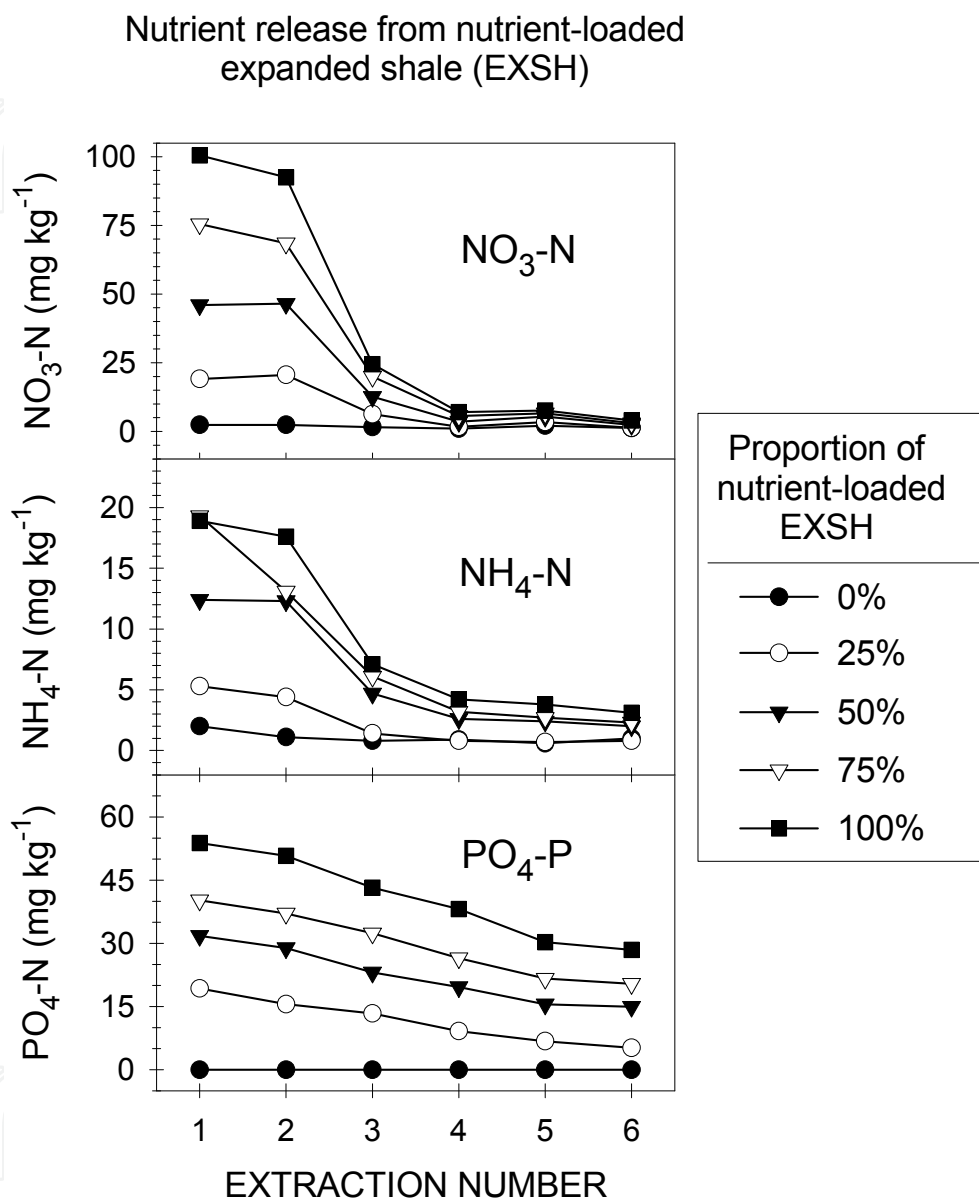 Nutrient release from nutrient-loaded
expanded shale (EXSH)
100
75
50
25
0
NO₃-N (mg kg⁻¹)
NO₃-N
20
15
10
5
0
NH₄-N (mg kg⁻¹)
NH₄-N
60
45
30
15
0
PO₄-N (mg kg⁻¹)
PO₄-P
1 2 3 4 5 6
EXTRACTION NUMBER
Proportion of
nutrient-loaded
EXSH
0%
25%
50%
75%
100%